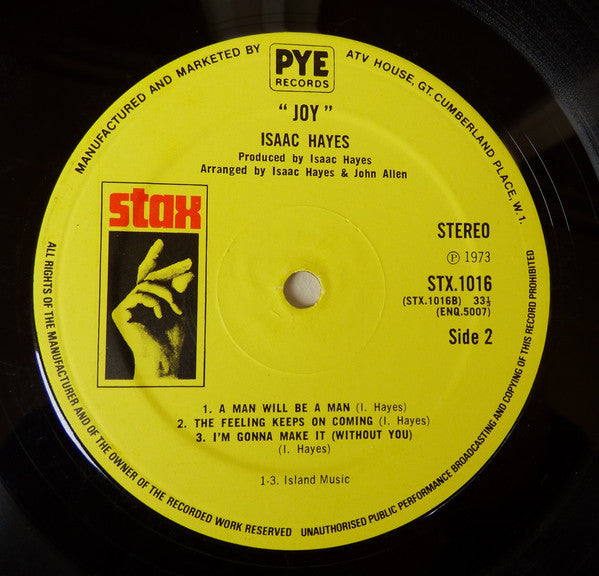 MANUFACTURED AND MARKETED BY
PYE
RECORDS
ATV HOUSE, GT. CUMBERLAND PLACE, W.1.
" JOY "
ISAAC HAYES
Produced by Isaac Hayes
Arranged by Isaac Hayes & John Allen
stax
STEREO
Ⓟ 1973
STX.1016
(STX.1016B) 33⅓
(ENQ.5007)
Side 2
1. A MAN WILL BE A MAN (I. Hayes)
2. THE FEELING KEEPS ON COMING (I. Hayes)
3. I'M GONNA MAKE IT (WITHOUT YOU)
(I. Hayes)
1-3. Island Music
ALL RIGHTS OF THE MANUFACTURER AND OF THE OWNER OF THE RECORDED WORK RESERVED UNAUTHORISED PUBLIC PERFORMANCE BROADCASTING AND COPYING OF THIS RECORD PROHIBITED